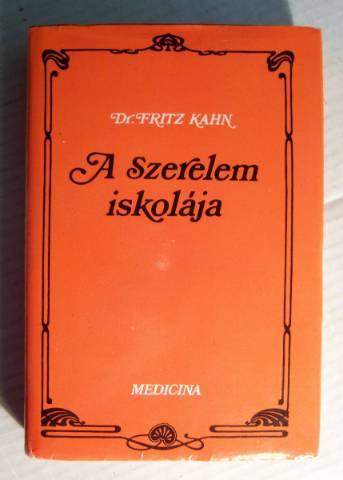 Dr. FRITZ KAHN
A szerelem
iskolája
MEDICINA